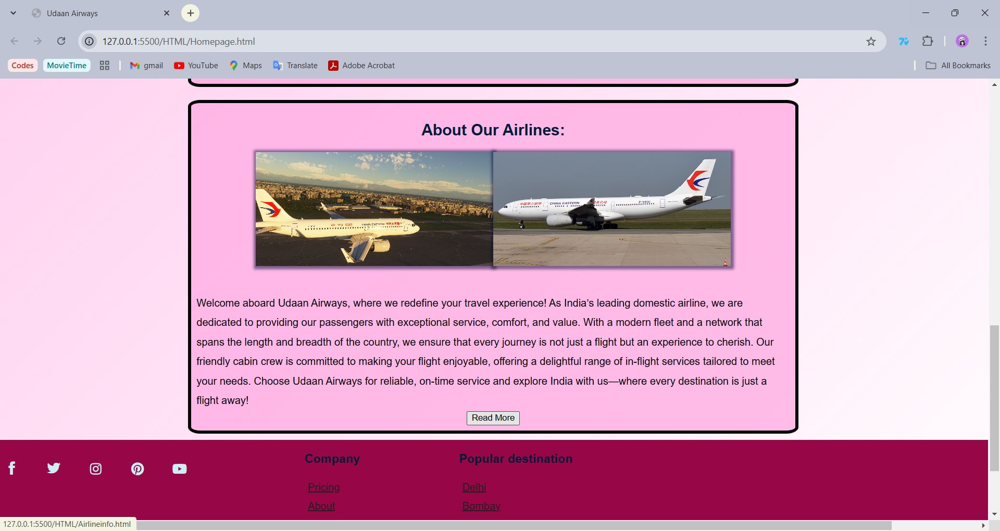 Udaan Airways
127.0.0.1:5500/HTML/Homepage.html
Codes MovieTime gmail YouTube Maps Translate Adobe Acrobat All Bookmarks
About Our Airlines:
CHINA EASTERN
CHINA EASTERN
Welcome aboard Udaan Airways, where we redefine your travel experience! As India’s leading domestic airline, we are
dedicated to providing our passengers with exceptional service, comfort, and value. With a modern fleet and a network that
spans the length and breadth of the country, we ensure that every journey is not just a flight but an experience to cherish. Our
friendly cabin crew is committed to making your flight enjoyable, offering a delightful range of in-flight services tailored to meet
your needs. Choose Udaan Airways for reliable, on-time service and explore India with us—where every destination is just a
flight away!
Read More
Company Popular destination
Pricing Delhi
About Bombay
127.0.0.1:5500/HTML/Airlineinfo.html